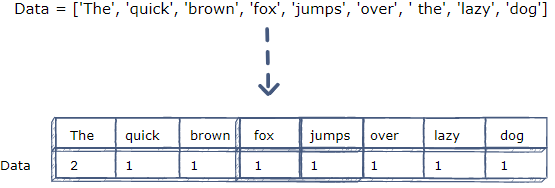 Data = ['The', 'quick', 'brown', 'fox', 'jumps', 'over', ' the', 'lazy', 'dog']
The quick brown fox jumps over lazy dog
Data 2 1 1 1 1 1 1 1